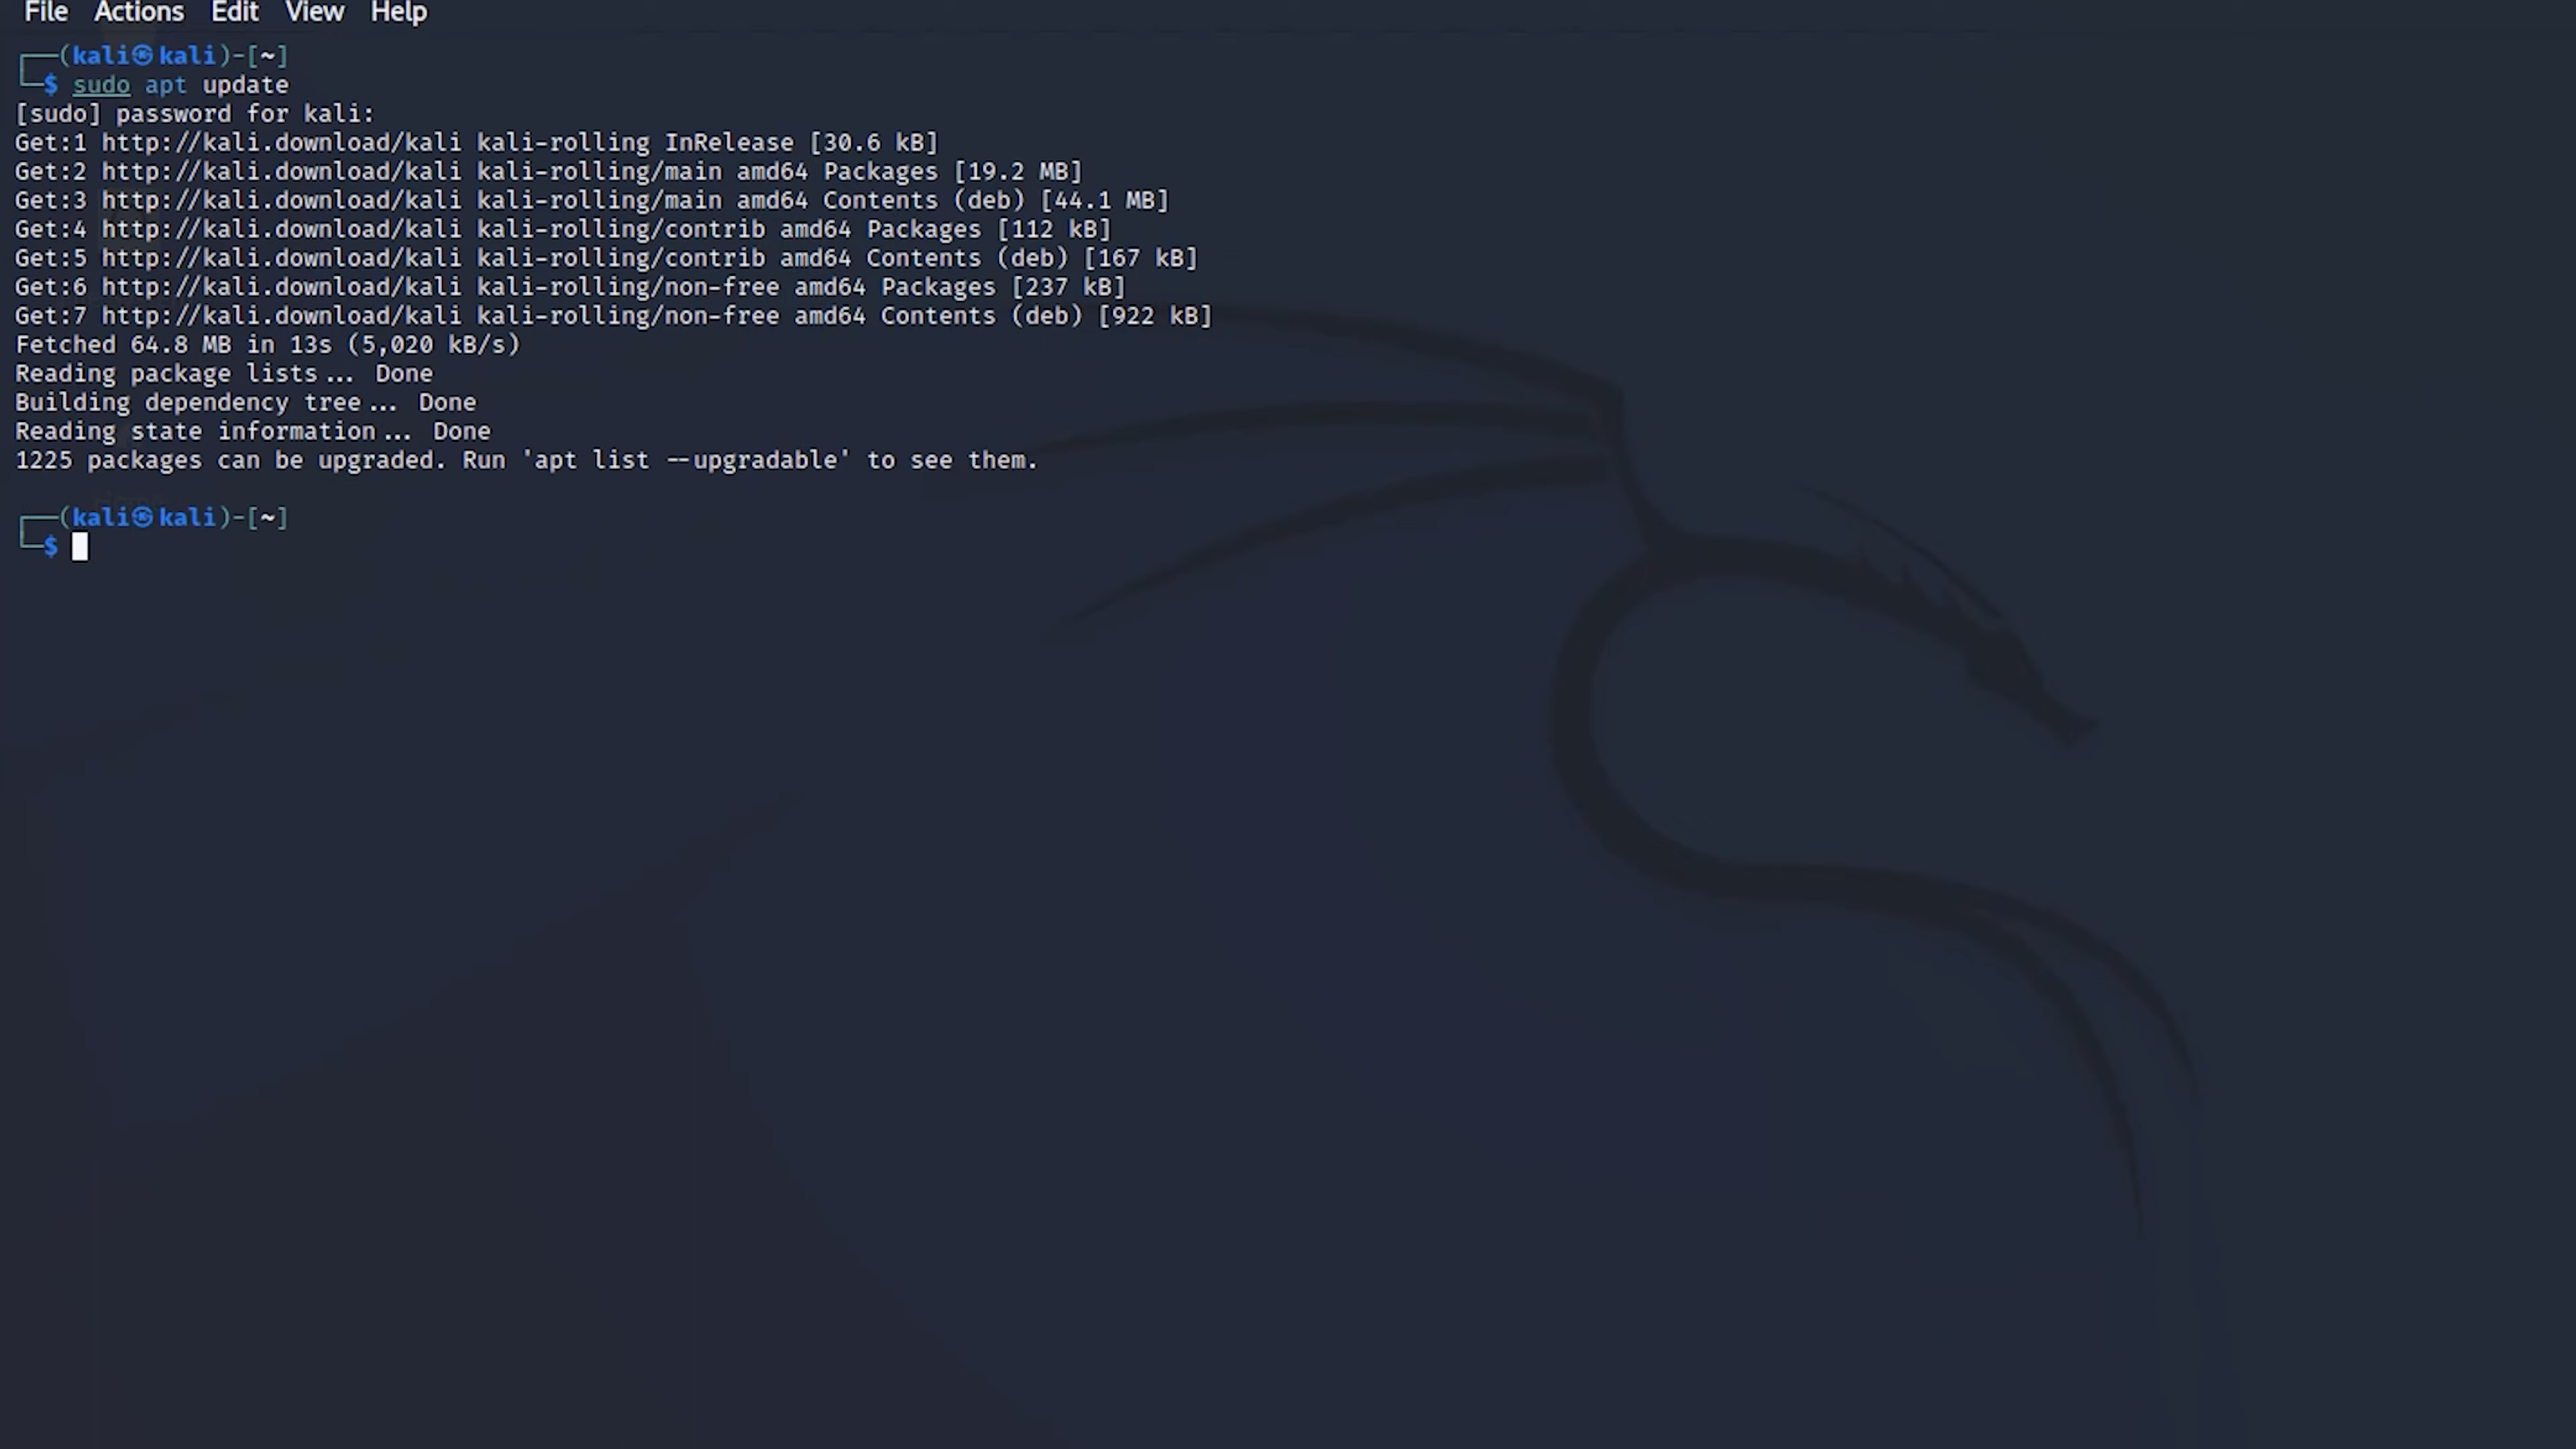 File Actions Edit View Help
┌──(kali㉿kali)-[~]
└─$ sudo apt update
[sudo] password for kali:
Get:1 http://kali.download/kali kali-rolling InRelease [30.6 kB]
Get:2 http://kali.download/kali kali-rolling/main amd64 Packages [19.2 MB]
Get:3 http://kali.download/kali kali-rolling/main amd64 Contents (deb) [44.1 MB]
Get:4 http://kali.download/kali kali-rolling/contrib amd64 Packages [112 kB]
Get:5 http://kali.download/kali kali-rolling/contrib amd64 Contents (deb) [167 kB]
Get:6 http://kali.download/kali kali-rolling/non-free amd64 Packages [237 kB]
Get:7 http://kali.download/kali kali-rolling/non-free amd64 Contents (deb) [922 kB]
Fetched 64.8 MB in 13s (5,020 kB/s)
Reading package lists... Done
Building dependency tree... Done
Reading state information... Done
1225 packages can be upgraded. Run 'apt list --upgradable' to see them.
Home
┌──(kali㉿kali)-[~]
└─$